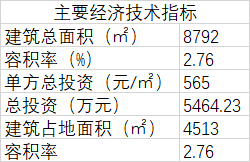 主要经济技术指标
建筑总面积（㎡） 8792
容积率（%） 2.76
单方总投资（元/㎡） 565
总投资（万元） 5464.23
建筑占地面积（㎡） 4513
容积率 2.76